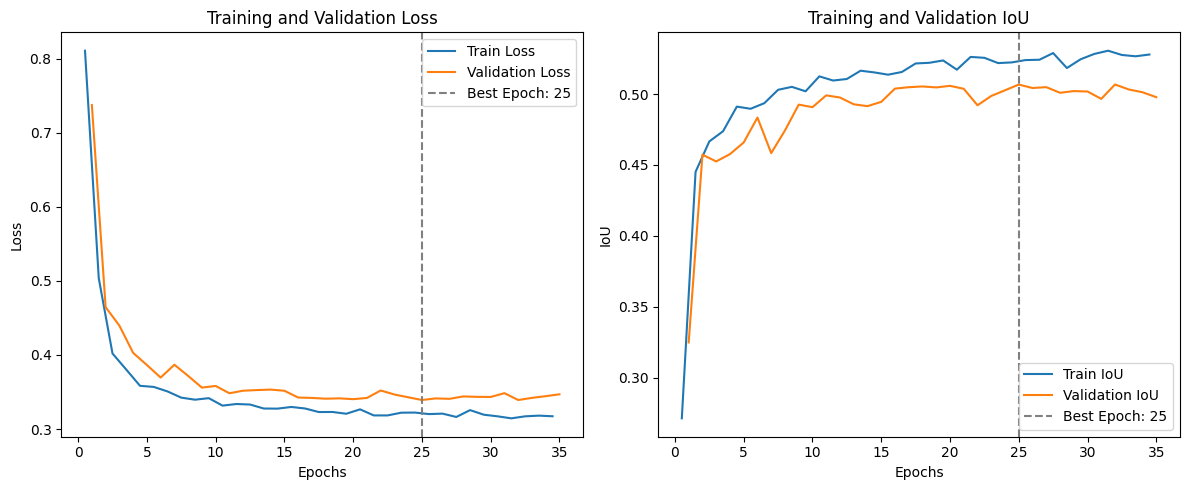 Training and Validation Loss
0.8
0.7
0.6
0.5
0.4
0.3
Loss
0
5
10
15
20
25
30
35
Epochs
Train Loss
Validation Loss
Best Epoch: 25
Training and Validation IoU
0.50
0.45
0.40
0.35
0.30
IoU
0
5
10
15
20
25
30
35
Epochs
Train IoU
Validation IoU
Best Epoch: 25